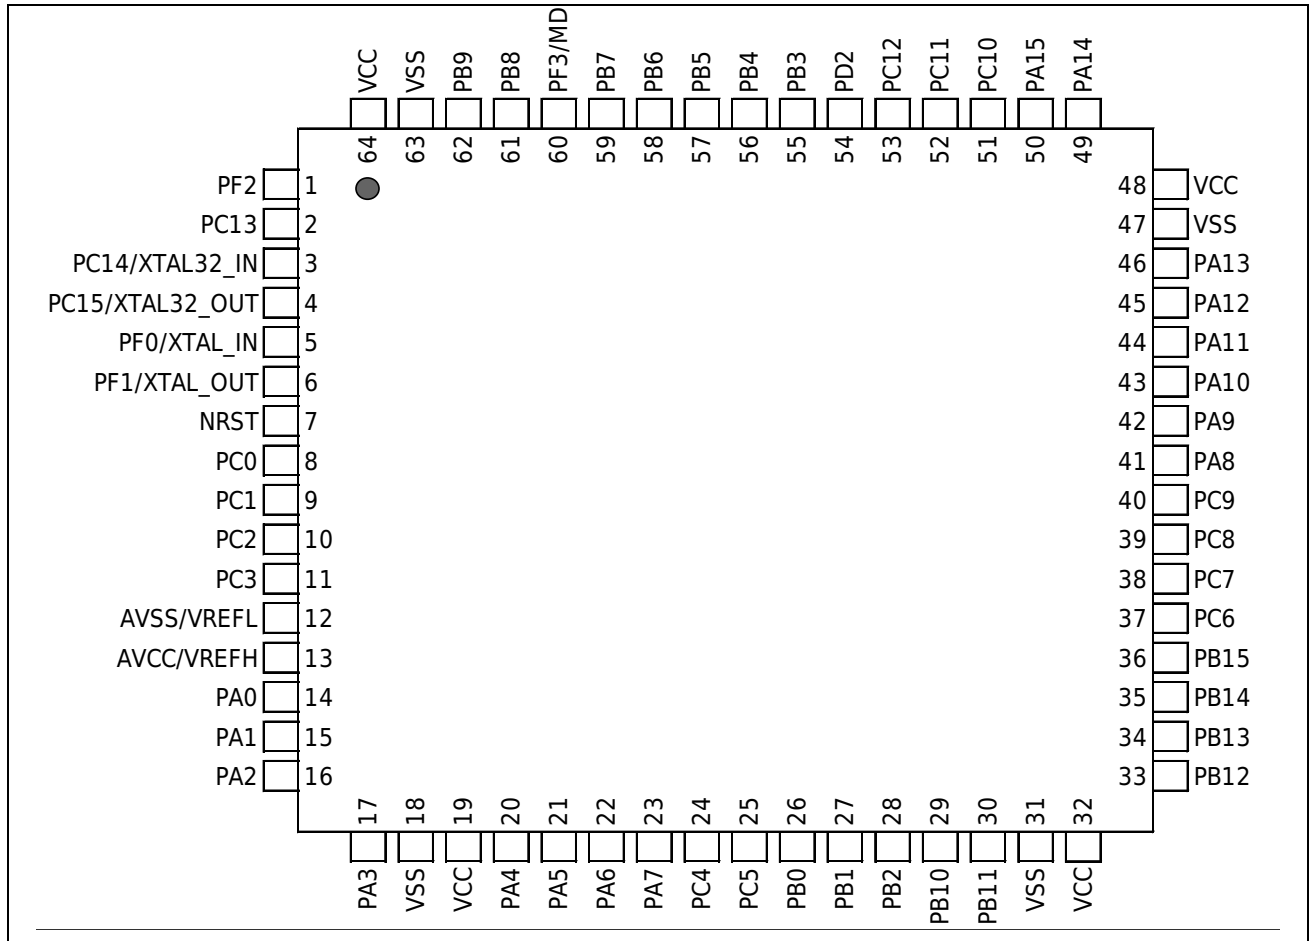 VCC VSS PB9 PB8 PF3/MD PB7 PB6 PB5 PB4 PB3 PD2 PC12 PC11 PC10 PA15 PA14
64 63 62 61 60 59 58 57 56 55 54 53 52 51 50 49
PF2 1 48 VCC
PC13 2 47 VSS
PC14/XTAL32_IN 3 46 PA13
PC15/XTAL32_OUT 4 45 PA12
PF0/XTAL_IN 5 44 PA11
PF1/XTAL_OUT 6 43 PA10
NRST 7 42 PA9
PC0 8 41 PA8
PC1 9 40 PC9
PC2 10 39 PC8
PC3 11 38 PC7
AVSS/VREFL 12 37 PC6
AVCC/VREFH 13 36 PB15
PA0 14 35 PB14
PA1 15 34 PB13
PA2 16 33 PB12
17 18 19 20 21 22 23 24 25 26 27 28 29 30 31 32
PA3 VSS VCC PA4 PA5 PA6 PA7 PC4 PC5 PB0 PB1 PB2 PB10 PB11 VSS VCC